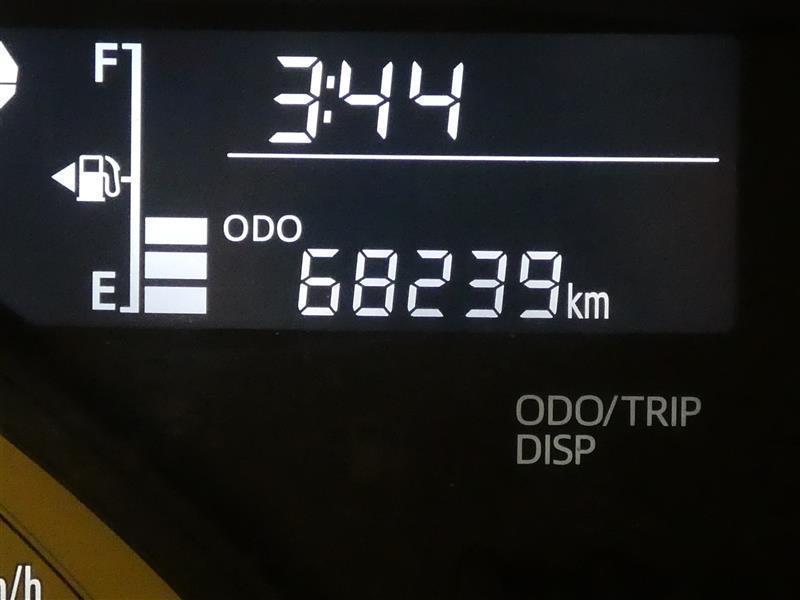 F
3:44
ODO
E
68239km
ODO/TRIP
DISP
/h